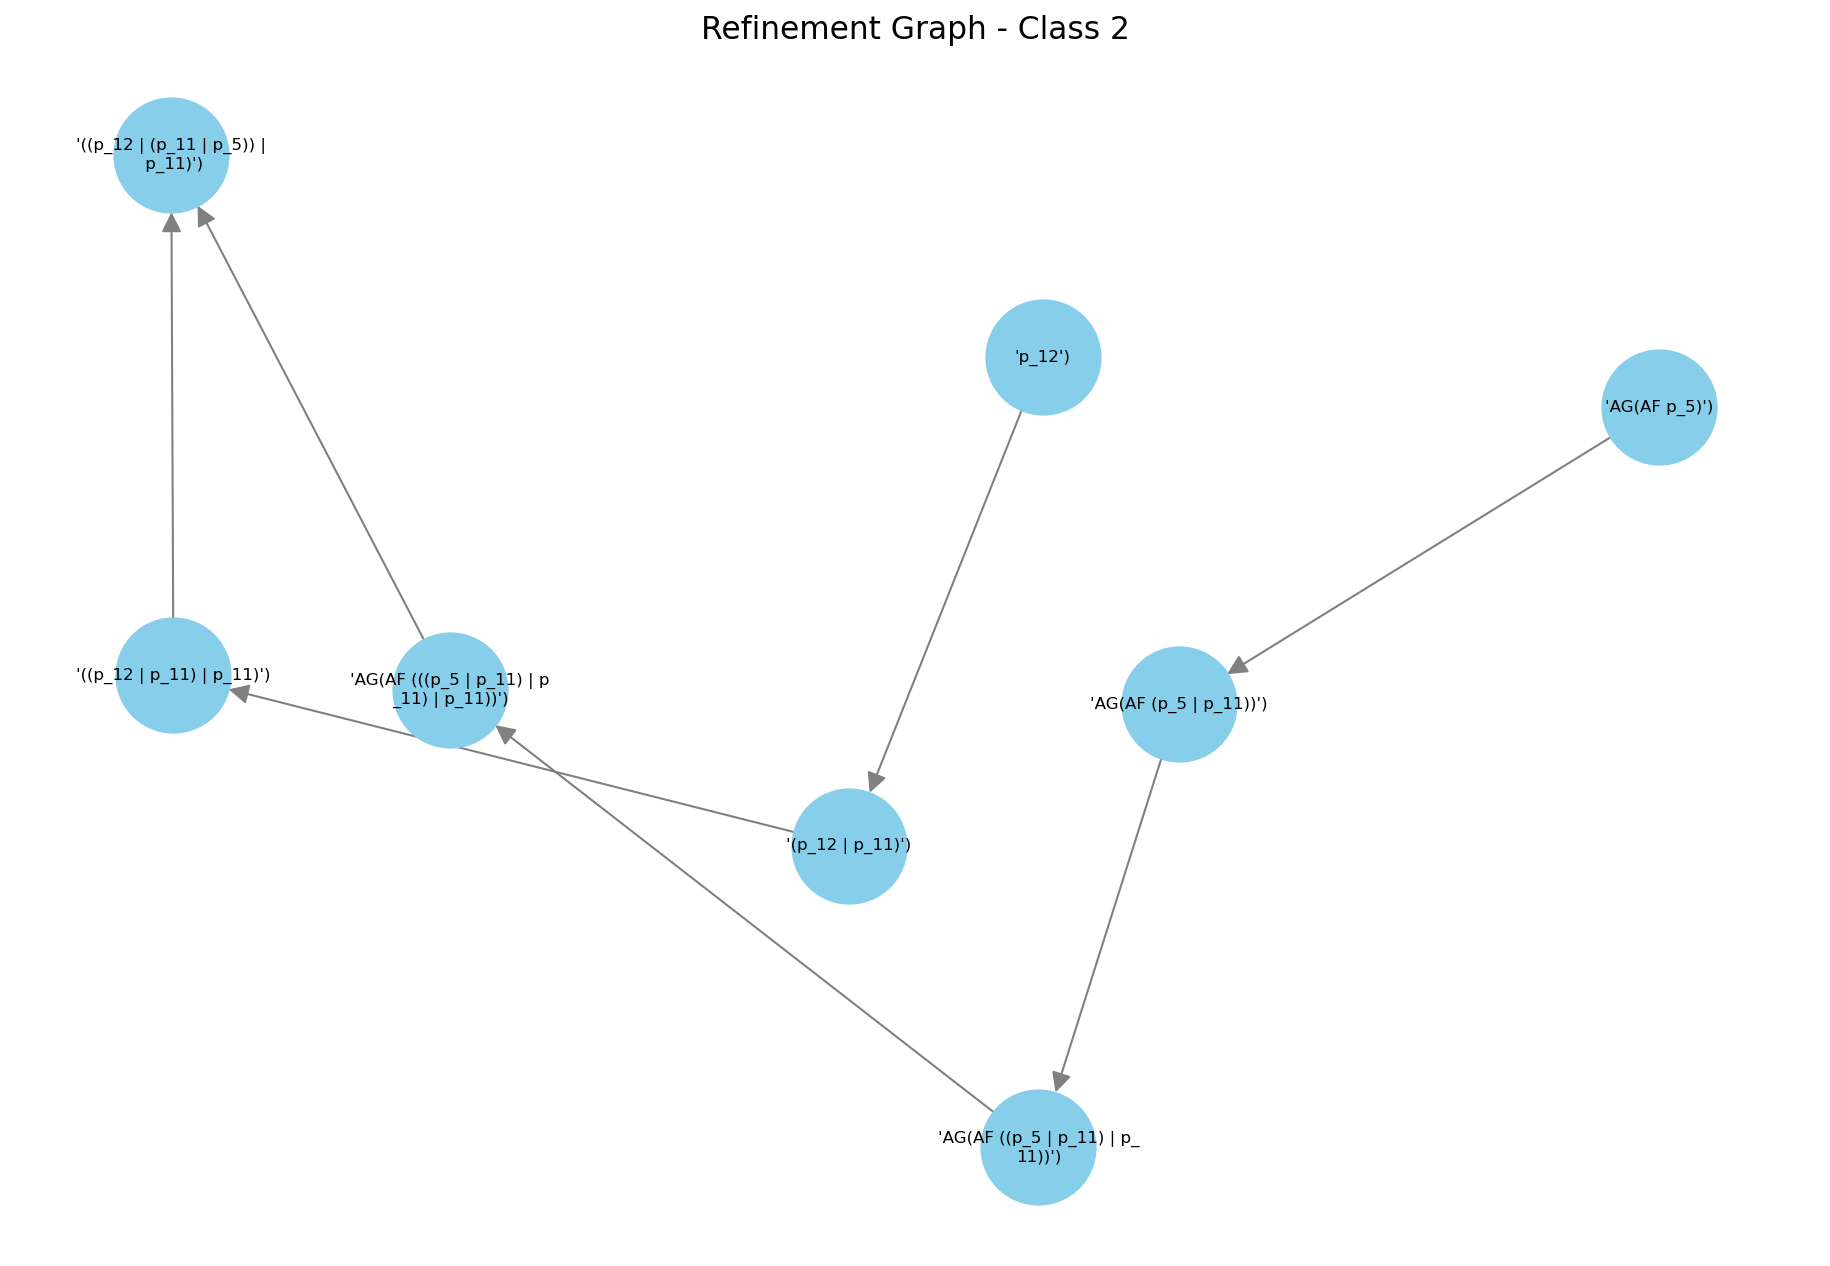 Refinement Graph - Class 2
'((p_12 | (p_11 | p_5)) |
p_11)')
'p_12')
'AG(AF p_5)')
'((p_12 | p_11) | p_11)')
'AG(AF (((p_5 | p_11) | p
_11) | p_11))')
'AG(AF (p_5 | p_11))')
'(p_12 | p_11)')
'AG(AF ((p_5 | p_11) | p_
11))')